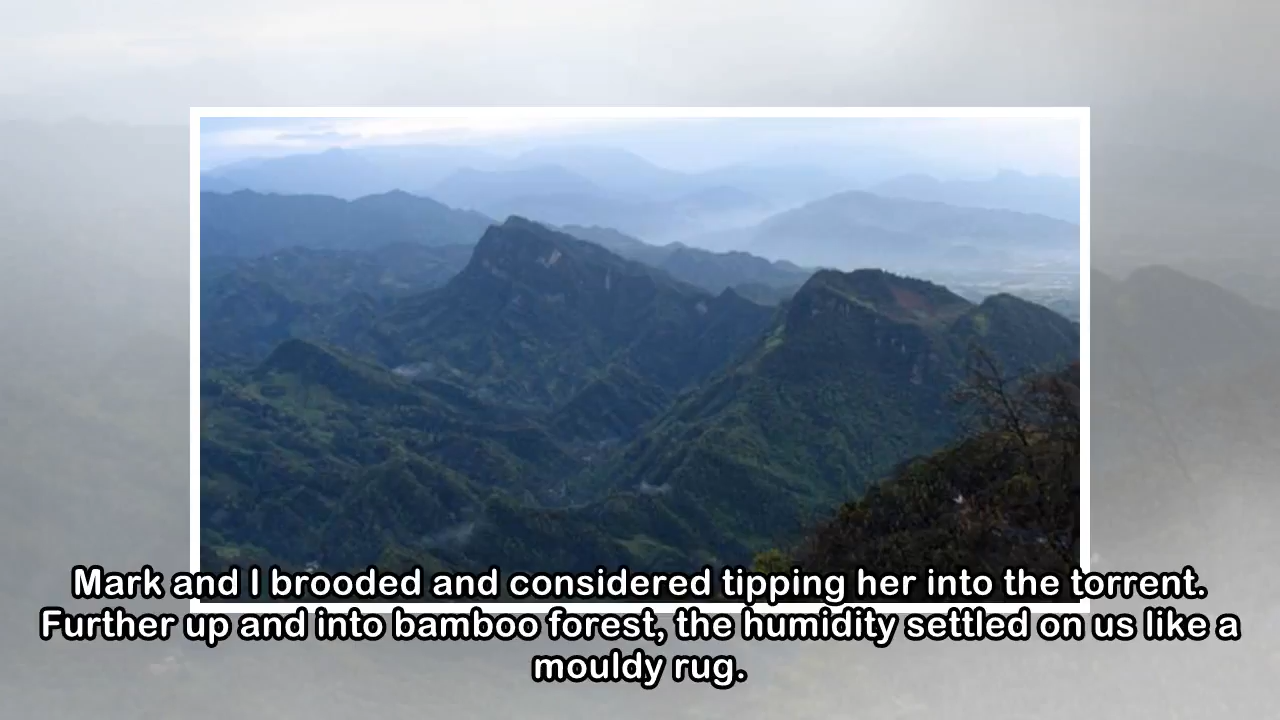 Mark and I brooded and considered tipping her into the torrent.
Further up and into bamboo forest, the humidity settled on us like a
mouldy rug.